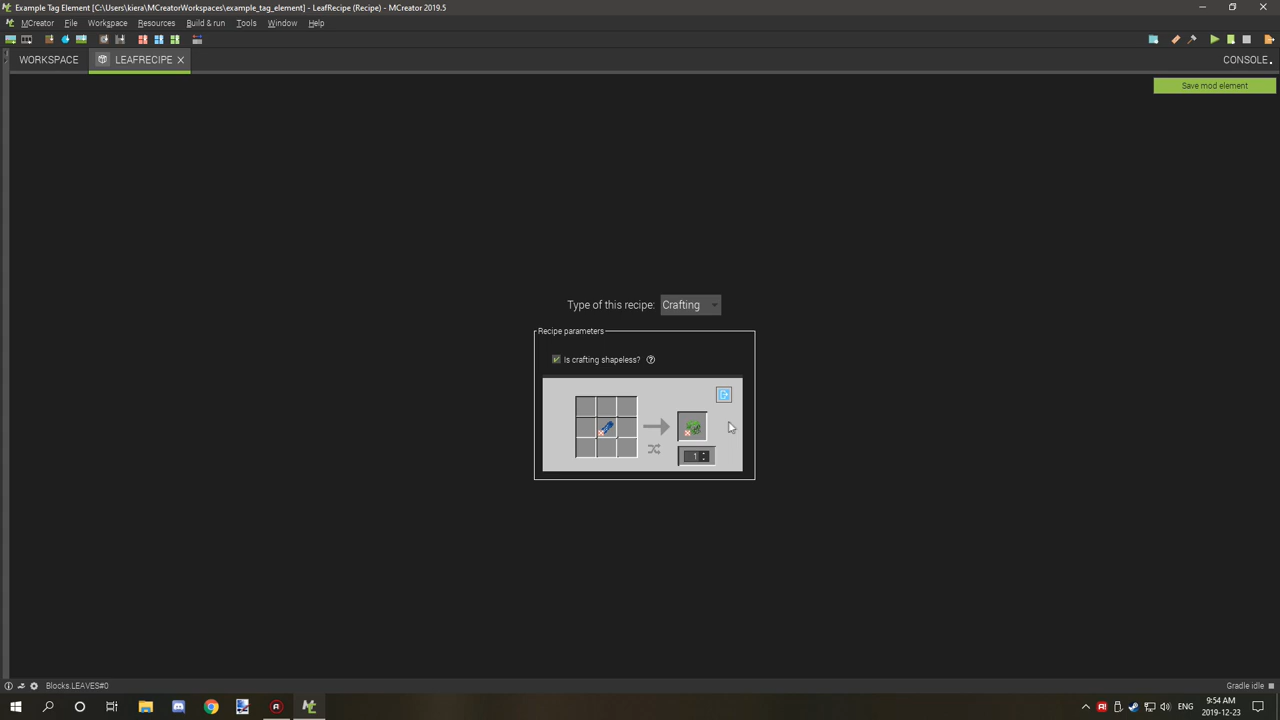 Example Tag Element [C:\Users\kiera\MCreatorWorkspaces\example_tag_element] - LeafRecipe (Recipe) - MCreator 2019.5
MCreator File Workspace Resources Build & run Tools Window Help
WORKSPACE LEAFRECIPE CONSOLE
Save mod element
Type of this recipe: Crafting
Recipe parameters
Is crafting shapeless?
1
Blocks.LEAVES#0 Gradle idle
9:54 AM
ENG
2019-12-23